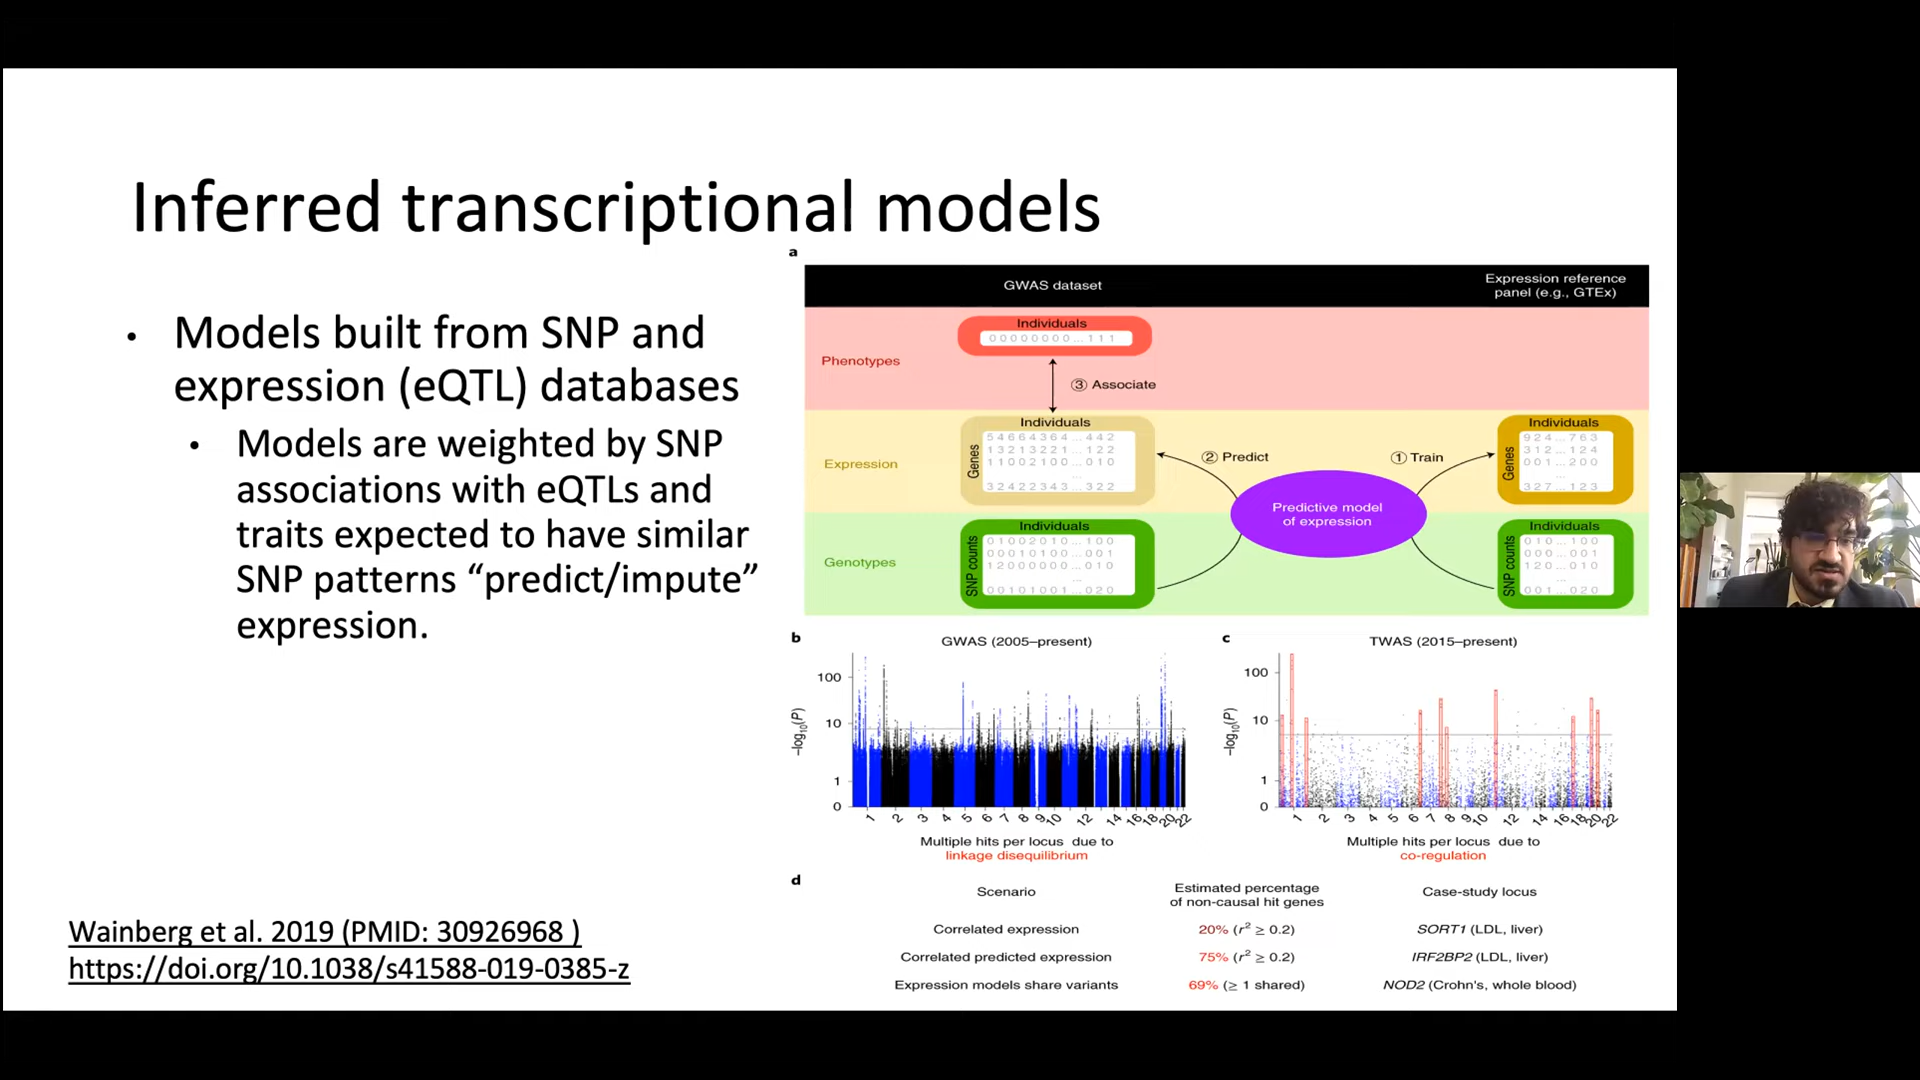 Inferred transcriptional models
• Models built from SNP and
expression (eQTL) databases
• Models are weighted by SNP
associations with eQTLs and
traits expected to have similar
SNP patterns “predict/impute”
expression.
Wainberg et al. 2019 (PMID: 30926968 )
https://doi.org/10.1038/s41588-019-0385-z
a
GWAS dataset
Expression reference
panel (e.g., GTEx)
Phenotypes
Individuals
0 0 0 0 0 0 0 0 ... 1 1 1
③ Associate
Expression
Individuals
Genes
5 4 6 6 4 3 6 4 ... 4 4 2
1 3 2 1 3 2 2 1 ... 1 2 2
1 1 0 0 2 1 0 0 ... 0 1 0
3 2 4 2 2 3 4 3 ... 3 2 2
② Predict
① Train
Predictive model
of expression
Individuals
Genes
9 2 4 ... 7 6 3
3 1 2 ... 1 2 4
0 0 1 ... 2 0 0
3 2 7 ... 1 2 3
Genotypes
Individuals
SNP counts
0 1 0 0 2 0 1 0 ... 1 0 0
0 0 0 1 0 1 0 0 ... 0 0 1
1 2 0 0 0 0 0 0 ... 0 1 0
...
0 0 1 0 1 0 0 1 ... 0 2 0
Individuals
SNP counts
0 1 0 ... 1 0 0
0 0 0 ... 0 0 1
1 2 0 ... 0 1 0
...
0 0 1 ... 0 2 0
b
GWAS (2005–present)
–log10(P)
100
10
1
0
1 2 3 4 5 6 7 8 9 10 12 14 16 18 20 22
Multiple hits per locus due to
linkage disequilibrium
c
TWAS (2015–present)
–log10(P)
100
10
1
0
1 2 3 4 5 6 7 8 9 10 12 14 16 18 20 22
Multiple hits per locus due to
co-regulation
d
Scenario
Estimated percentage
of non-causal hit genes
Case-study locus
Correlated expression
20% (r² ≥ 0.2)
SORT1 (LDL, liver)
Correlated predicted expression
75% (r² ≥ 0.2)
IRF2BP2 (LDL, liver)
Expression models share variants
69% (≥ 1 shared)
NOD2 (Crohn's, whole blood)